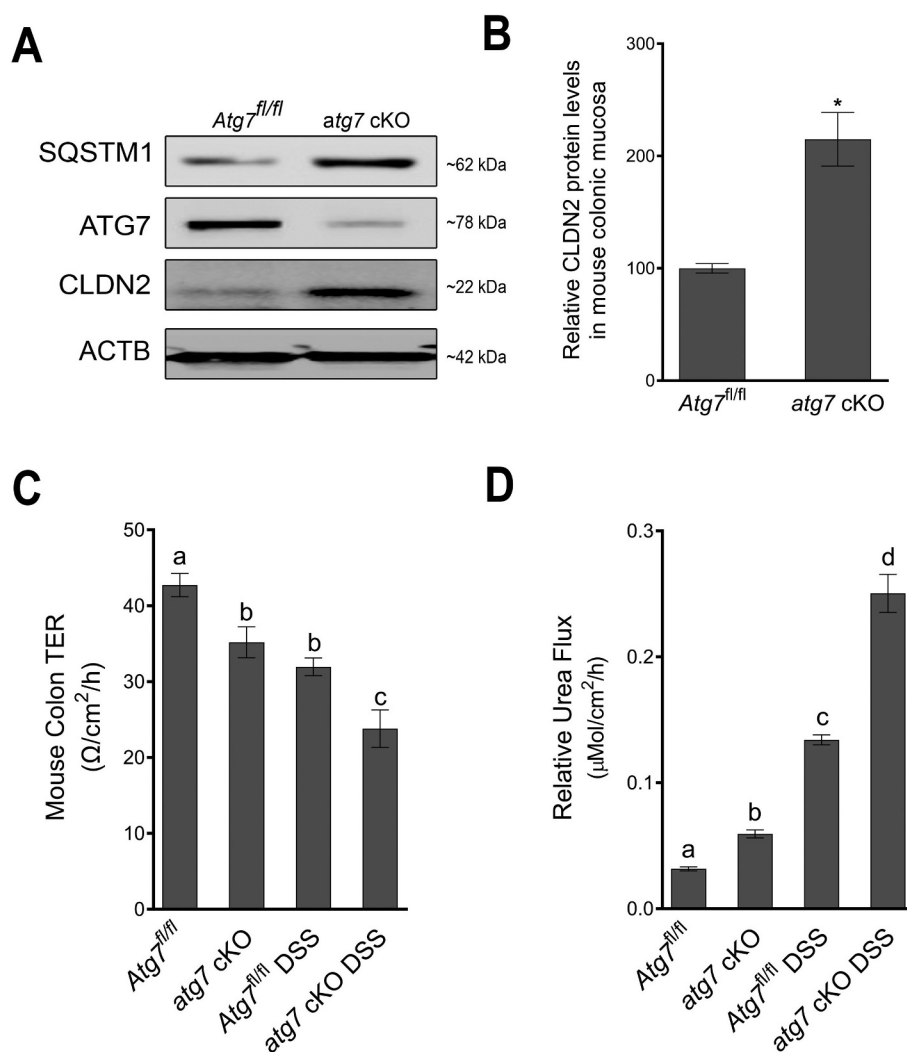 A
Atg7fl/fl atg7 cKO
SQSTM1 ~62 kDa
ATG7 ~78 kDa
CLDN2 ~22 kDa
ACTB ~42 kDa
B
Relative CLDN2 protein levels
in mouse colonic mucosa
300
200
100
0
*
Atg7fl/fl atg7 cKO
C
Mouse Colon TER
(Ω/cm2/h)
50
40
30
20
10
0
a b b c
Atg7fl/fl
atg7 cKO
Atg7fl/fl DSS
atg7 cKO DSS
D
Relative Urea Flux
(μMol/cm2/h)
0.3
0.2
0.1
0.0
a b c d
Atg7fl/fl
atg7 cKO
Atg7fl/fl DSS
atg7 cKO DSS